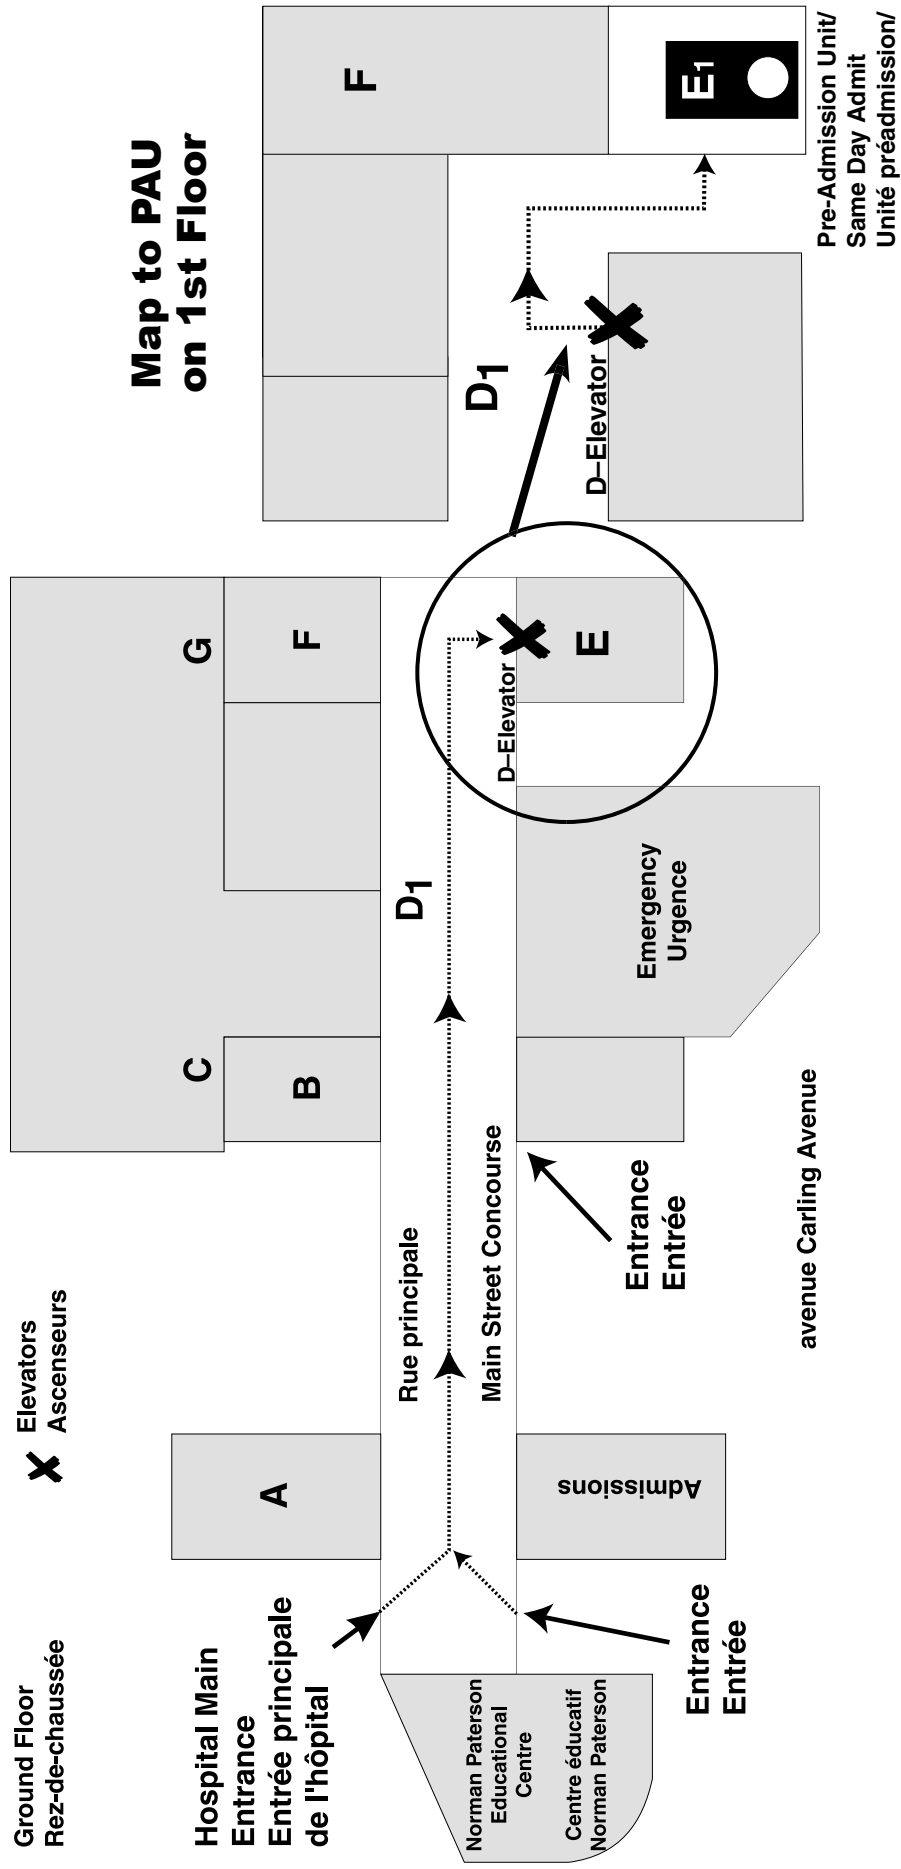 Ground Floor
Rez-de-chaussée
Elevators
Ascenseurs
Map to PAU
on 1st Floor
Hospital Main
Entrance
Entrée principale
de l'hôpital
A
C
B
G
F
F
Rue principale
Main Street Concourse
D1
D–Elevator
E
D1
D–Elevator
E1
Pre-Admission Unit/
Same Day Admit
Unité préadmission/
Norman Paterson
Educational
Centre
Centre éducatif
Norman Paterson
Admissions
Emergency
Urgence
Entrance
Entrée
Entrance
Entrée
avenue Carling Avenue